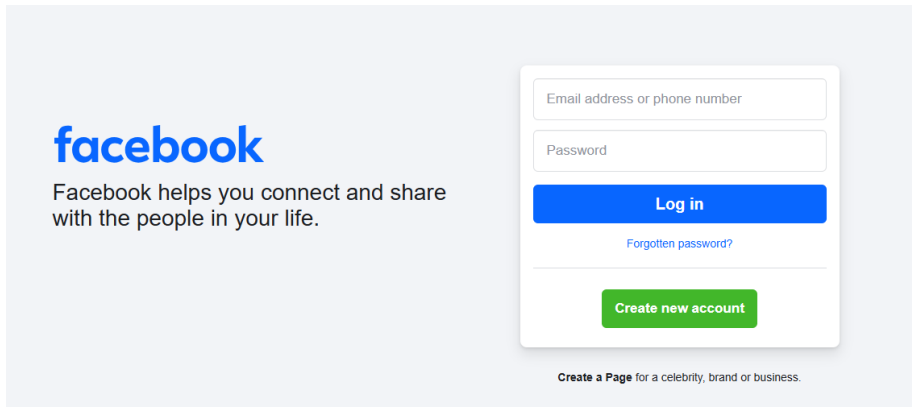 facebook
Facebook helps you connect and share
with the people in your life.
Email address or phone number
Password
Log in
Forgotten password?
Create new account
Create a Page for a celebrity, brand or business.